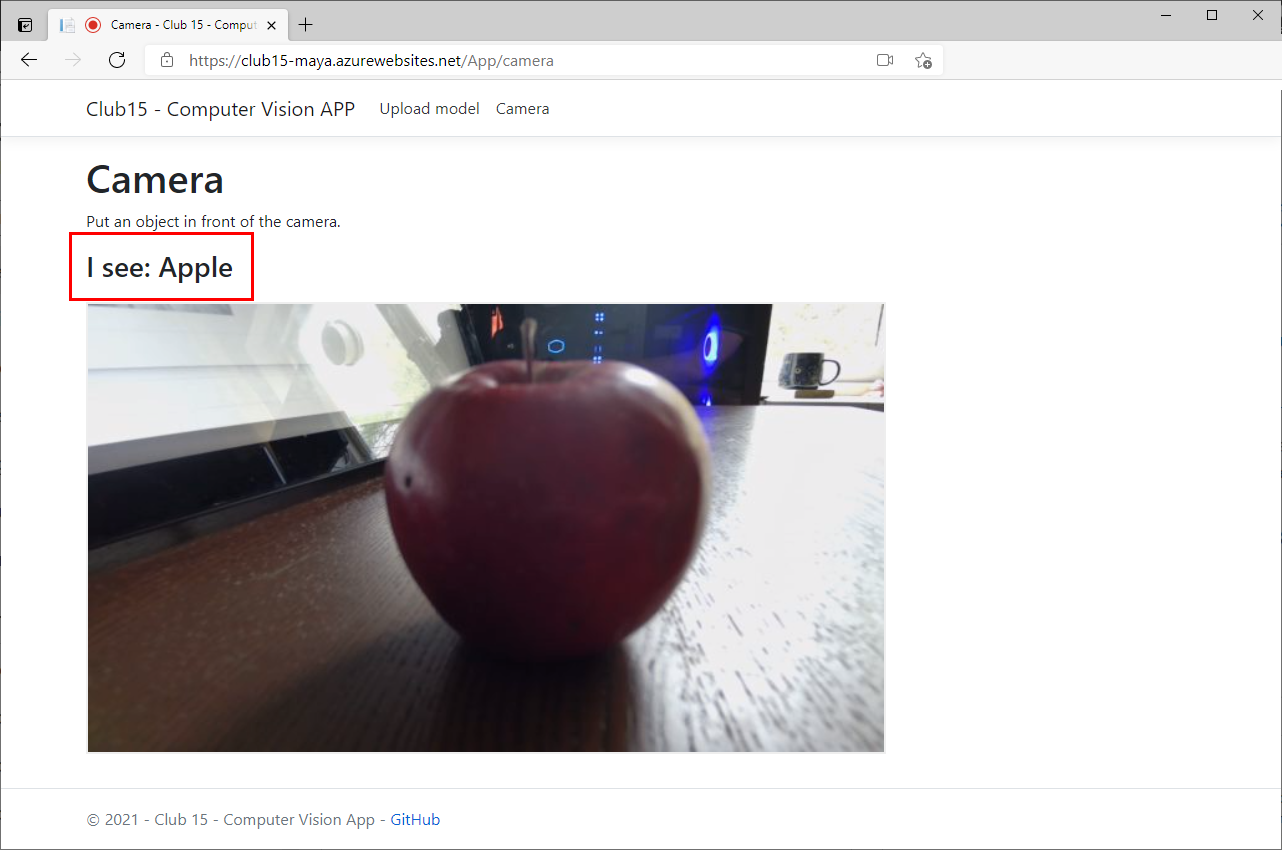 Camera - Club 15 - Comput
https://club15-maya.azurewebsites.net/App/camera
Club15 - Computer Vision APP Upload model Camera
Camera
Put an object in front of the camera.
I see: Apple
© 2021 - Club 15 - Computer Vision App - GitHub